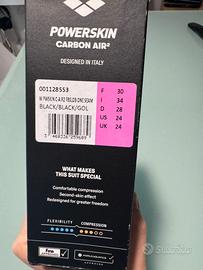 POWERSKIN
CARBON AIR²
DESIGNED IN ITALY
001128553
BLACK/BLACK/GOL
F 30
I 34
D 28
US 24
UK 24
WHAT MAKES
THIS SUIT SPECIAL
Comfortable compression
Second-skin effect
Redesigned for greater freedom
FLEXIBILITY
COMPRESSION
Subito